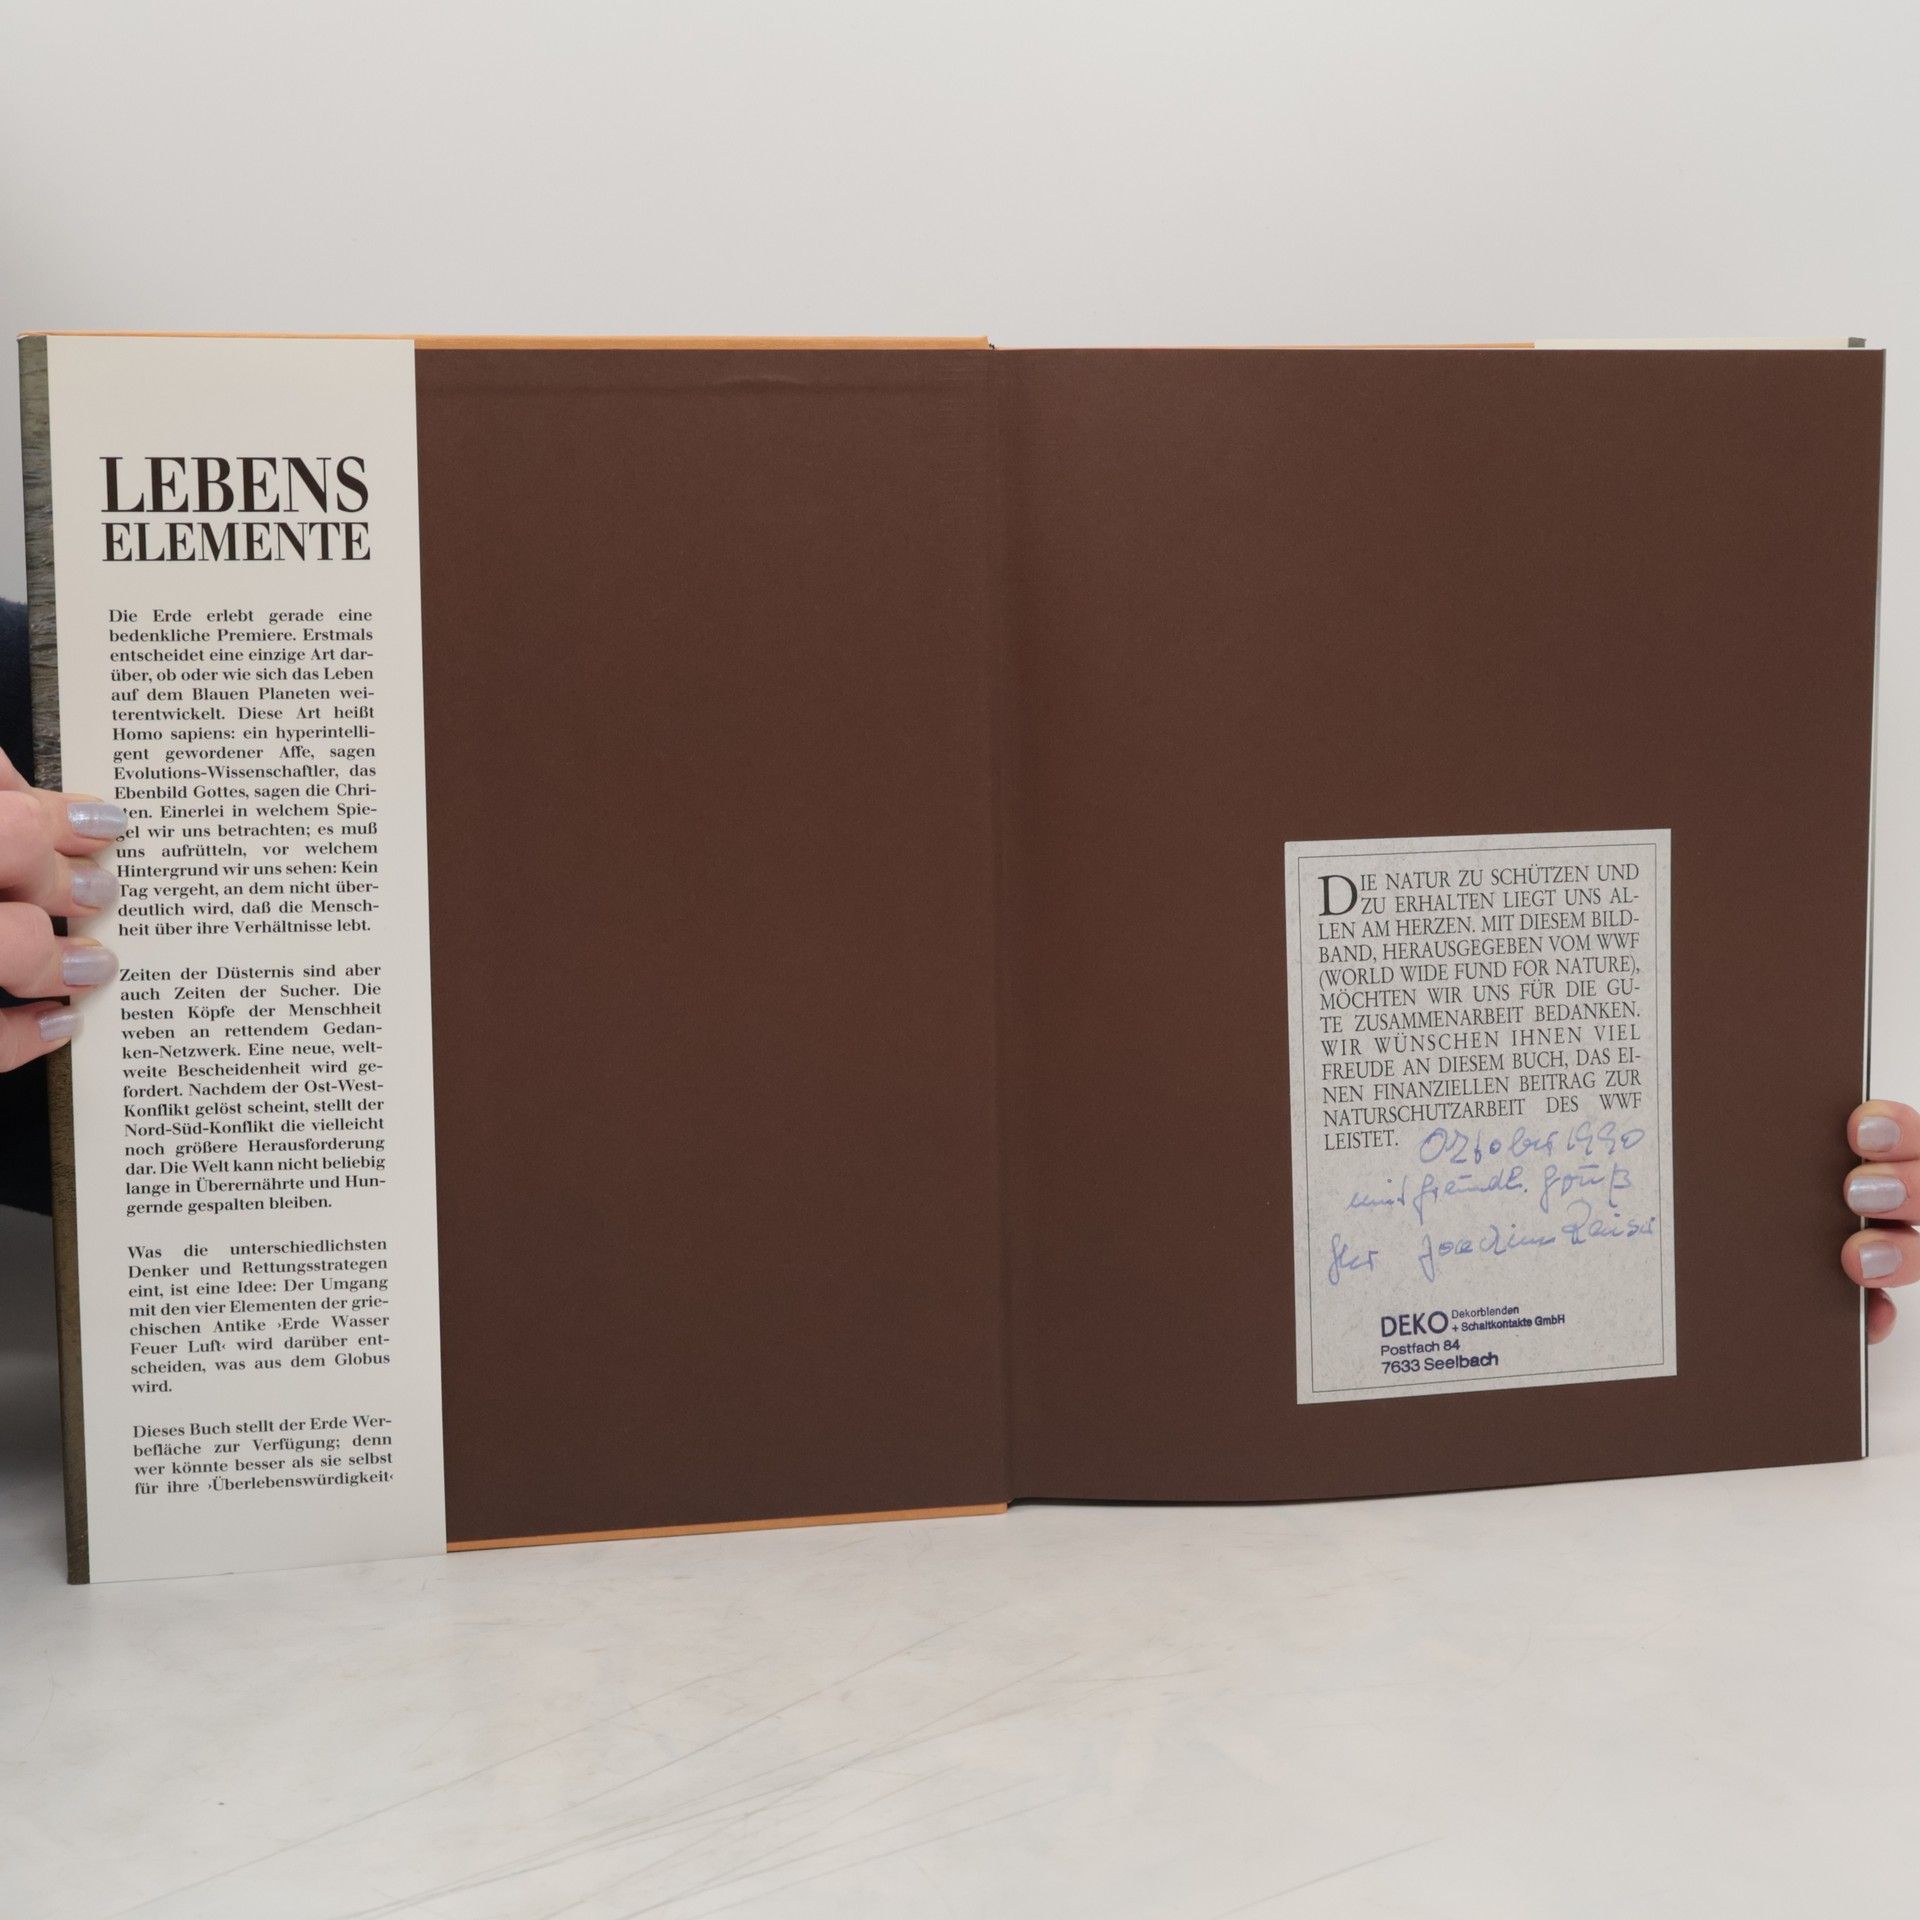 LEBENS
ELEMENTE
Die Erde erlebt gerade eine
bedenkliche Premiere. Erstmals
entscheidet eine einzige Art dar-
über, ob oder wie sich das Leben
auf dem Blauen Planeten wei-
terentwickelt. Diese Art heißt
Homo sapiens: ein hyperintelli-
gent gewordener Affe, sagen
Evolutions-Wissenschaftler, das
Ebenbild Gottes, sagen die Chri-
ten. Einerlei in welchem Spie-
gel wir uns betrachten; es muß
uns aufrütteln, vor welchem
Hintergrund wir uns sehen: Kein
Tag vergeht, an dem nicht über-
deutlich wird, daß die Mensch-
heit über ihre Verhältnisse lebt.
Zeiten der Düsternis sind aber
auch Zeiten der Sucher. Die
besten Köpfe der Menschheit
weben an rettendem Gedan-
ken-Netzwerk. Eine neue, welt-
weite Bescheidenheit wird ge-
fordert. Nachdem der Ost-West-
Konflikt gelöst scheint, stellt der
Nord-Süd-Konflikt die vielleicht
noch größere Herausforderung
dar. Die Welt kann nicht beliebig
lange in Überernährte und Hun-
gernde gespalten bleiben.
Was die unterschiedlichsten
Denker und Rettungsstrategen
eint, ist eine Idee: Der Umgang
mit den vier Elementen der grie-
chischen Antike ›Erde Wasser
Feuer Luft‹ wird darüber ent-
scheiden, was aus dem Globus
wird.
Dieses Buch stellt der Erde Wer-
befläche zur Verfügung; denn
wer könnte besser als sie selbst
für ihre ›Überlebenswürdigkeit‹
DIE NATUR ZU SCHÜTZEN UND
ZU ERHALTEN LIEGT UNS AL-
LEN AM HERZEN. MIT DIESEM BILD-
BAND, HERAUSGEGEBEN VOM WWF
(WORLD WIDE FUND FOR NATURE),
MÖCHTEN WIR UNS FÜR DIE GU-
TE ZUSAMMENARBEIT BEDANKEN.
WIR WÜNSCHEN IHNEN VIEL
FREUDE AN DIESEM BUCH, DAS EI-
NEN FINANZIELLEN BEITRAG ZUR
NATURSCHUTZARBEIT DES WWF
LEISTET. Oktober 1990
mit freundl. Gruß
Joachim
DEKO Dekorblenden
+ Schaltkontakte GmbH
Postfach 84
7633 Seelbach